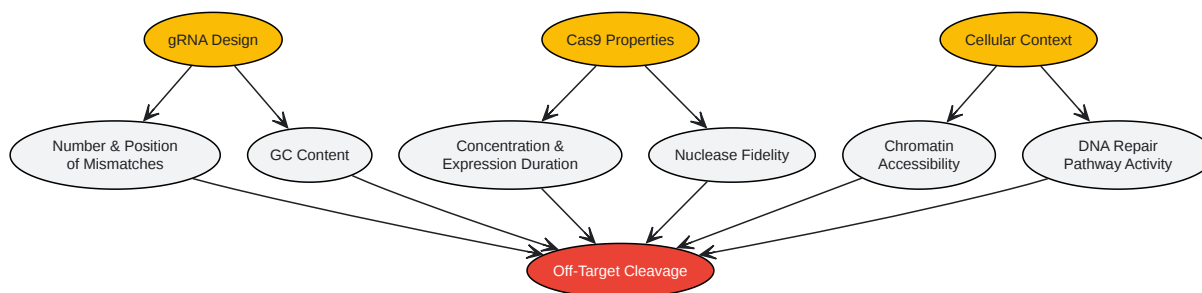 gRNA Design
Cas9 Properties
Cellular Context
Number & Position
of Mismatches
GC Content
Concentration &
Expression Duration
Nuclease Fidelity
Chromatin
Accessibility
DNA Repair
Pathway Activity
Off-Target Cleavage